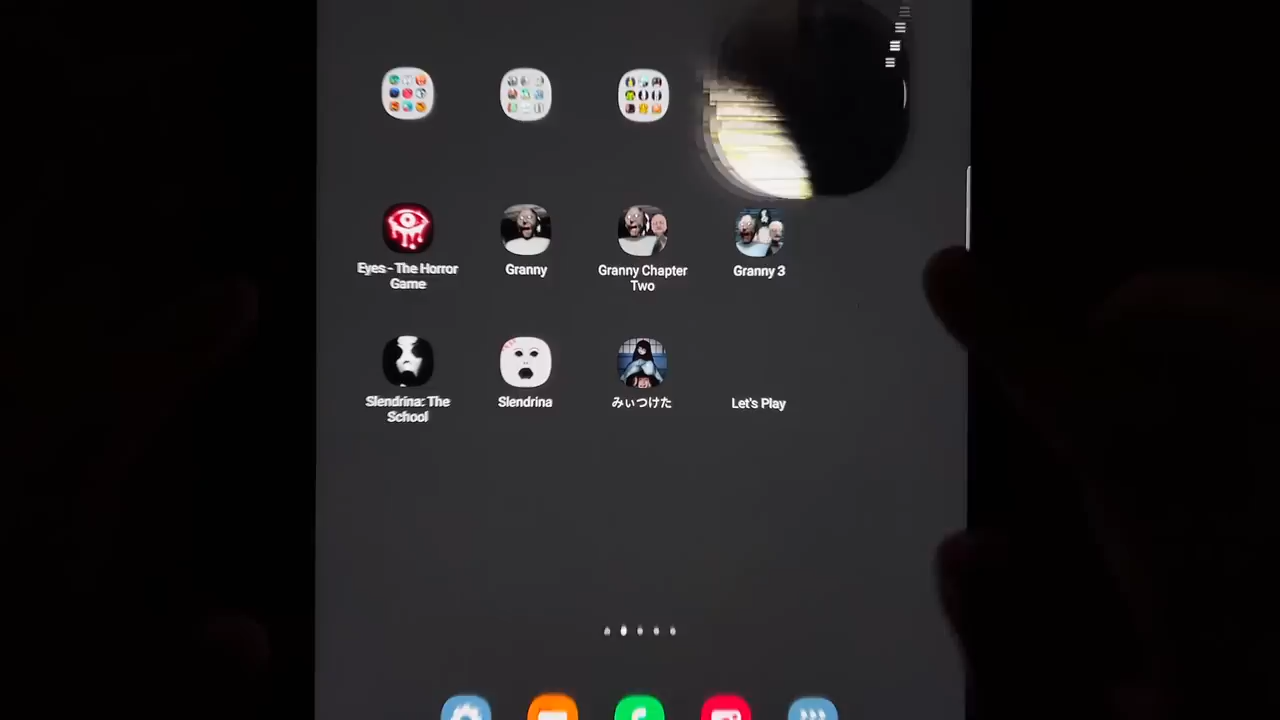 Eyes - The Horror
Game
Granny
Granny Chapter
Two
Granny 3
Slendrina: The
School
Slendrina
みぃつけた
Let's Play